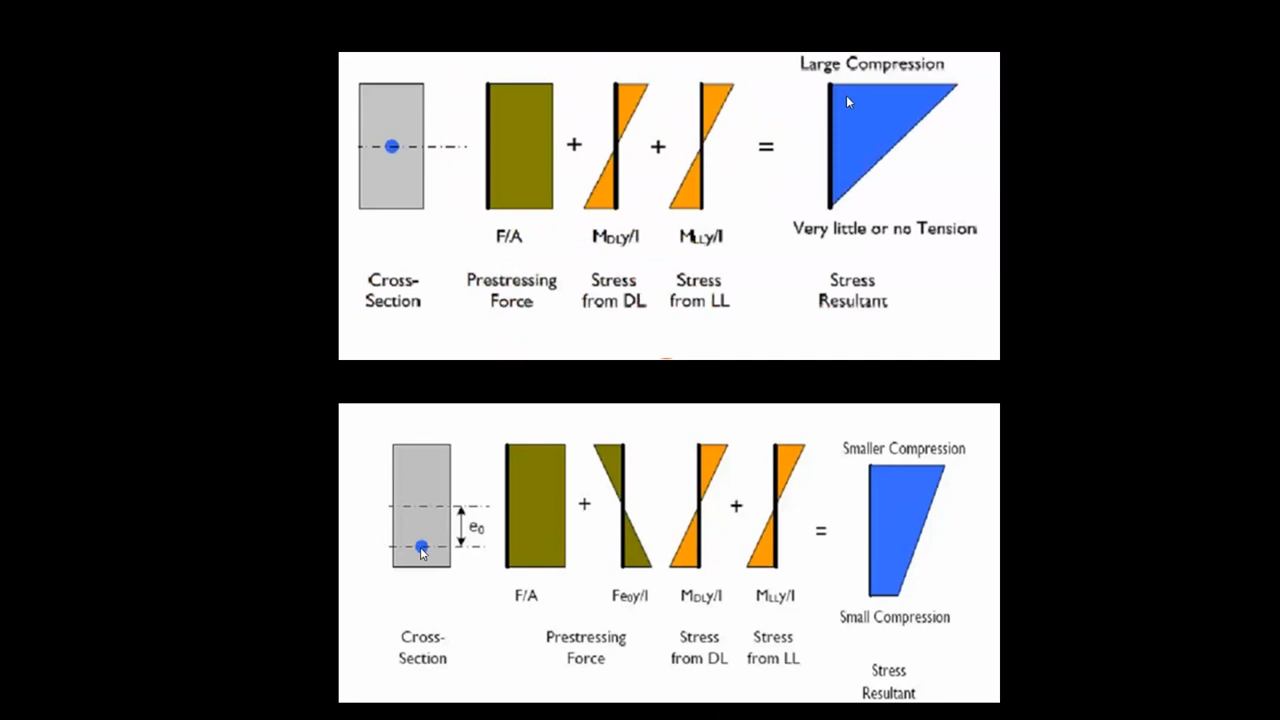 Large Compression
+ + =
Very little or no Tension
F/A MDLy/I MLLy/I
Cross- Prestressing Stress Stress Stress
Section Force from DL from LL Resultant
Smaller Compression
+ + =
e0
F/A Fe0y/I MDLy/I MLLy/I
Small Compression
Cross- Prestressing Stress Stress
Section Force from DL from LL
Stress
Resultant